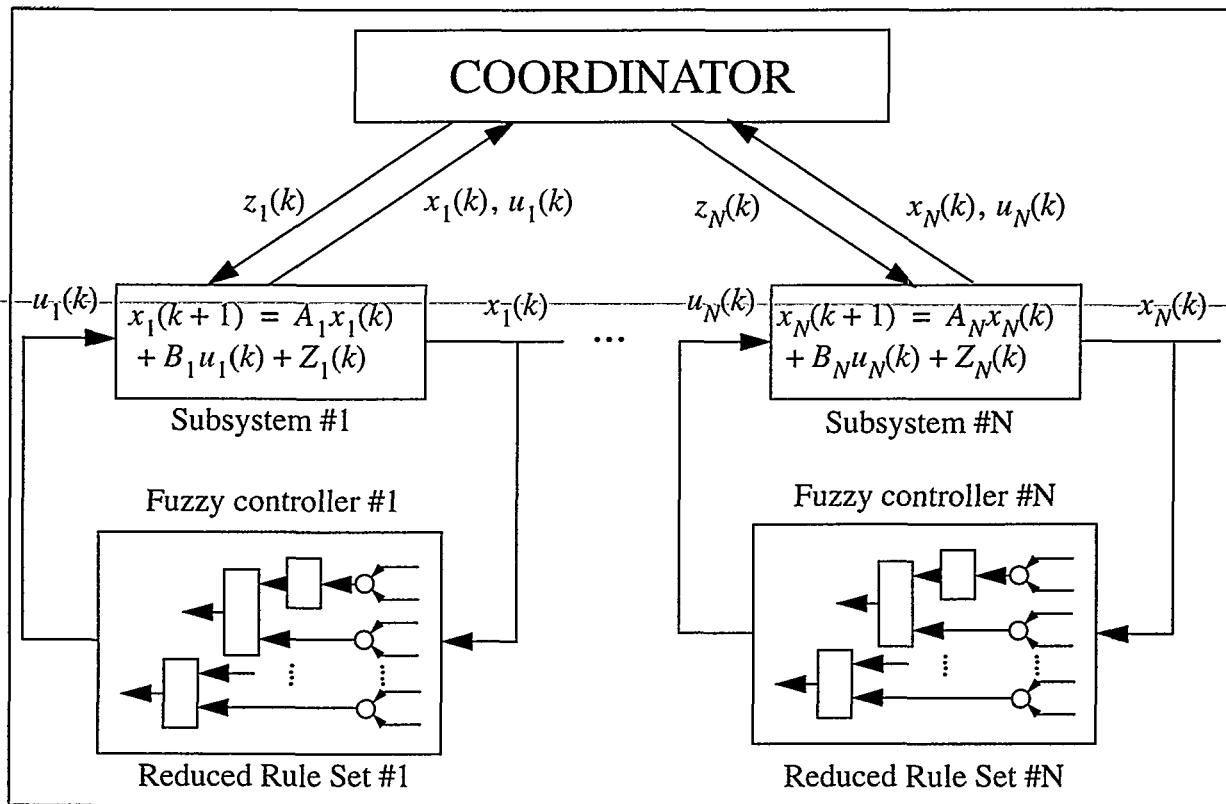 COORDINATOR
z_1(k)
x_1(k), u_1(k)
z_N(k)
x_N(k), u_N(k)
u_1(k)
x_1(k+1) = A_1x_1(k)
+ B_1u_1(k) + Z_1(k)
x_1(k)
...
u_N(k)
x_N(k+1) = A_Nx_N(k)
+ B_Nu_N(k) + Z_N(k)
x_N(k)
Subsystem #1
Subsystem #N
Fuzzy controller #1
Fuzzy controller #N
Reduced Rule Set #1
Reduced Rule Set #N